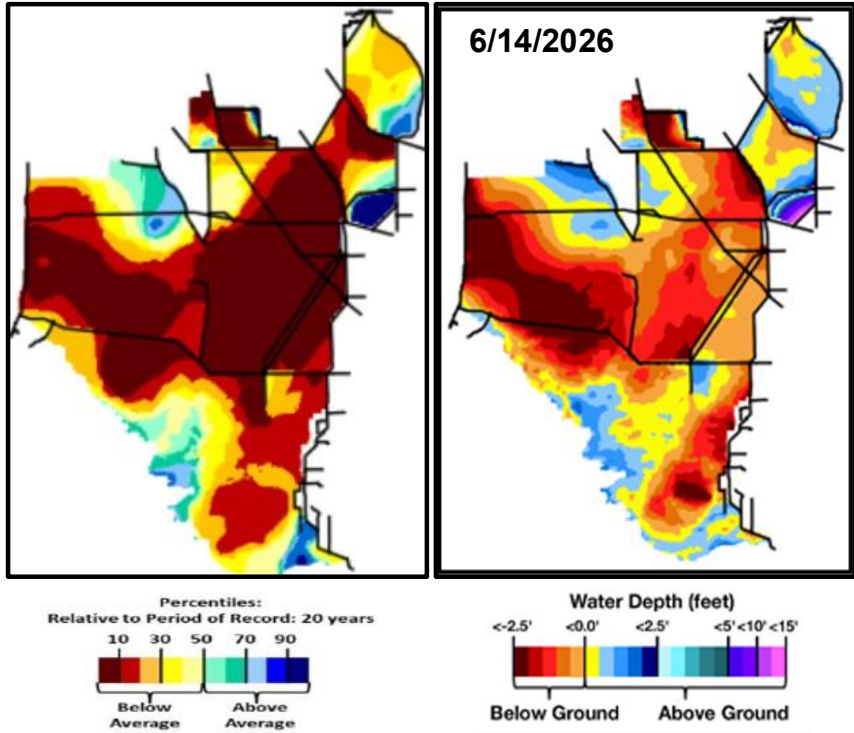 6/14/2026
Percentiles:
Relative to Period of Record: 20 years
10 30 50 70 90
Below Average
Above Average
Water Depth (feet)
<-2.5' <0.0' <2.5' <5' <10' <15'
Below Ground Above Ground